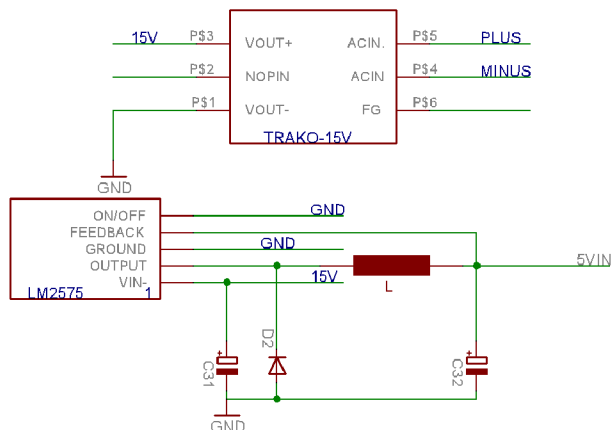 15V P$3 VOUT+ ACIN. P$5 PLUS
P$2 NOPIN ACIN P$4 MINUS
P$1 VOUT- FG P$6
TRAKO-15V
GND
ON/OFF GND
FEEDBACK
GROUND GND
OUTPUT 5VIN
VIN- 15V
LM2575 1 L
C31 D2 C32
+ +
GND